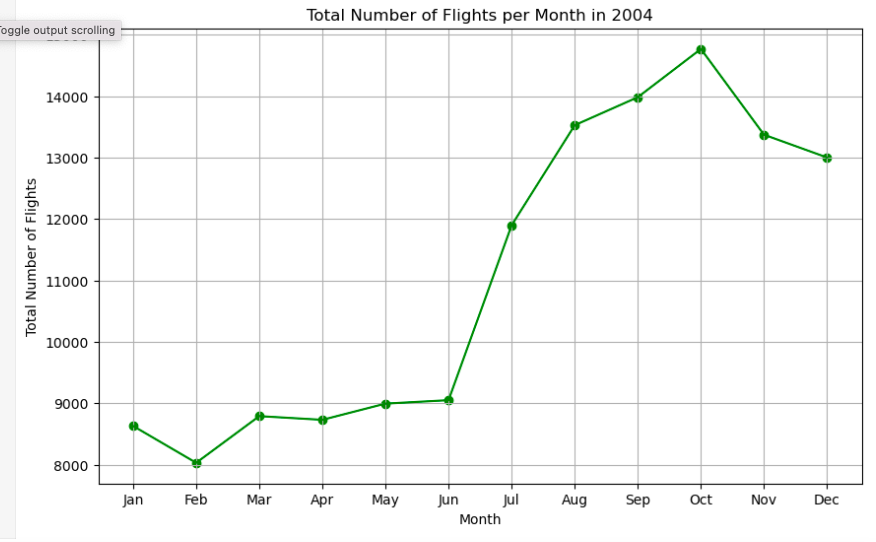 Total Number of Flights per Month in 2004
Toggle output scrolling
14000
13000
12000
11000
10000
9000
8000
Total Number of Flights
Jan Feb Mar Apr May Jun Jul Aug Sep Oct Nov Dec
Month